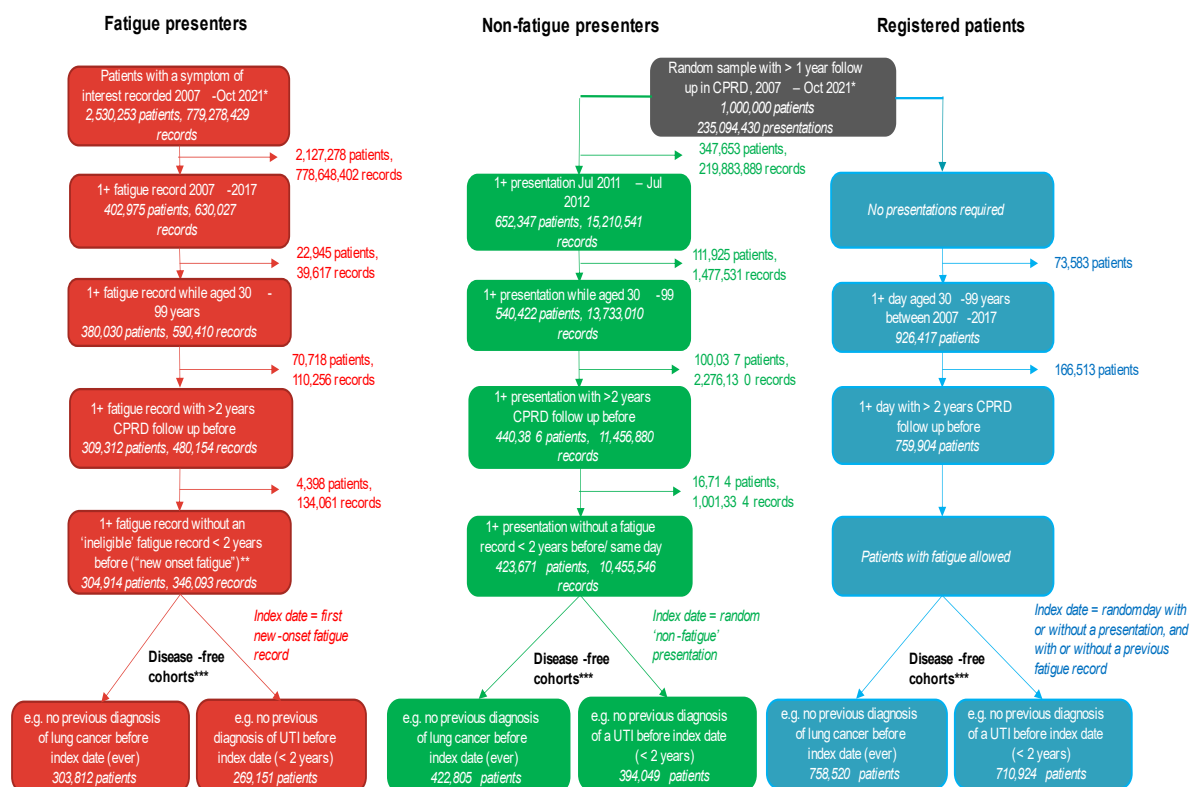 Fatigue presenters
Patients with a symptom of
interest recorded 2007 -Oct 2021*
2,530,253 patients, 779,278,429
records
2,127,278 patients,
778,648,402 records
1+ fatigue record 2007 -2017
402,975 patients, 630,027
records
22,945 patients,
39,617 records
1+ fatigue record while aged 30 -
99 years
380,030 patients, 590,410 records
70,718 patients,
110,256 records
1+ fatigue record with >2 years
CPRD follow up before
309,312 patients, 480,154 records
4,398 patients,
134,061 records
1+ fatigue record without an
‘ineligible’ fatigue record < 2 years
before (“new onset fatigue”)**
304,914 patients, 346,093 records
Index date = first
new-onset fatigue
record
Disease -free
cohorts***
e.g. no previous diagnosis
of lung cancer before
index date (ever)
303,812 patients
e.g. no previous
diagnosis of UTI before
index date (< 2 years)
269,151 patients
Non-fatigue presenters
Random sample with > 1 year follow
up in CPRD, 2007 – Oct 2021*
1,000,000 patients
235,094,430 presentations
347,653 patients,
219,883,889 records
1+ presentation Jul 2011 – Jul
2012
652,347 patients, 15,210,541
records
111,925 patients,
1,477,531 records
1+ presentation while aged 30 -99
540,422 patients, 13,733,010
records
100,03 7 patients,
2,276,13 0 records
1+ presentation with >2 years
CPRD follow up before
440,38 6 patients, 11,456,880
records
16,71 4 patients,
1,001,33 4 records
1+ presentation without a fatigue
record < 2 years before/ same day
423,671 patients, 10,455,546
records
Index date = random
‘non-fatigue’
presentation
Disease -free
cohorts***
e.g. no previous diagnosis
of lung cancer before
index date (ever)
422,805 patients
e.g. no previous diagnosis
of a UTI before index date
(< 2 years)
394,049 patients
Registered patients
No presentations required
73,583 patients
1+ day aged 30 -99 years
between 2007 -2017
926,417 patients
166,513 patients
1+ day with > 2 years CPRD
follow up before
759,904 patients
Patients with fatigue allowed
Index date = randomday with
or without a presentation, and
with or without a previous
fatigue record
Disease -free
cohorts***
e.g. no previous diagnosis
of lung cancer before
index date (ever)
758,520 patients
e.g. no previous diagnosis
of a UTI before index date
(< 2 years)
710,924 patients